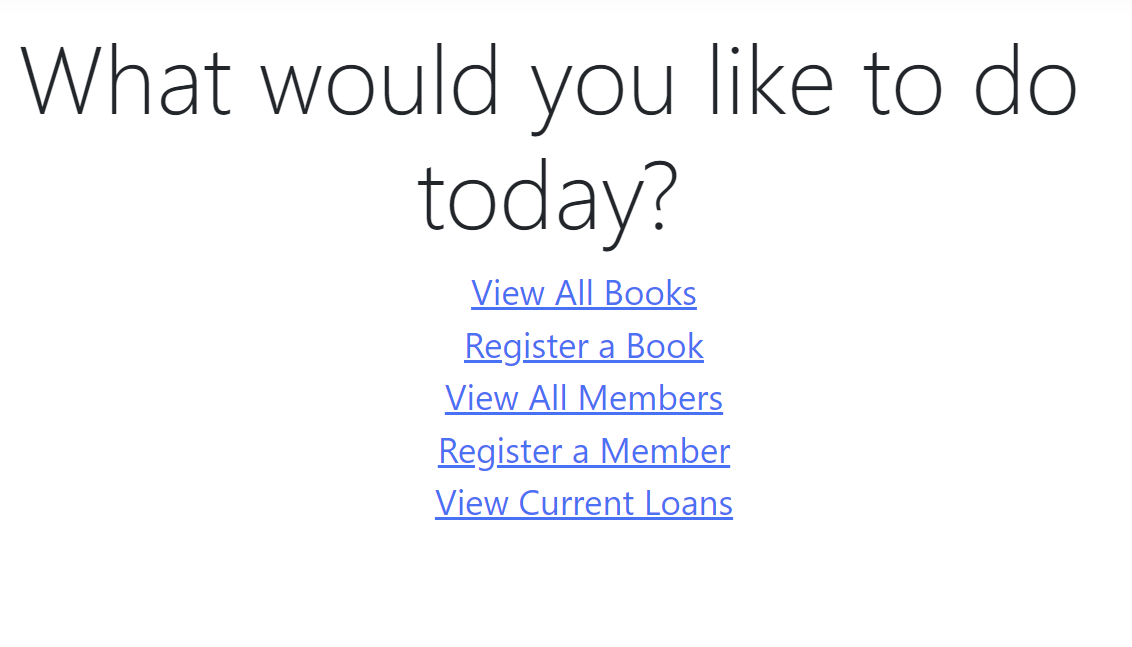 What would you like to do
today?
View All Books
Register a Book
View All Members
Register a Member
View Current Loans